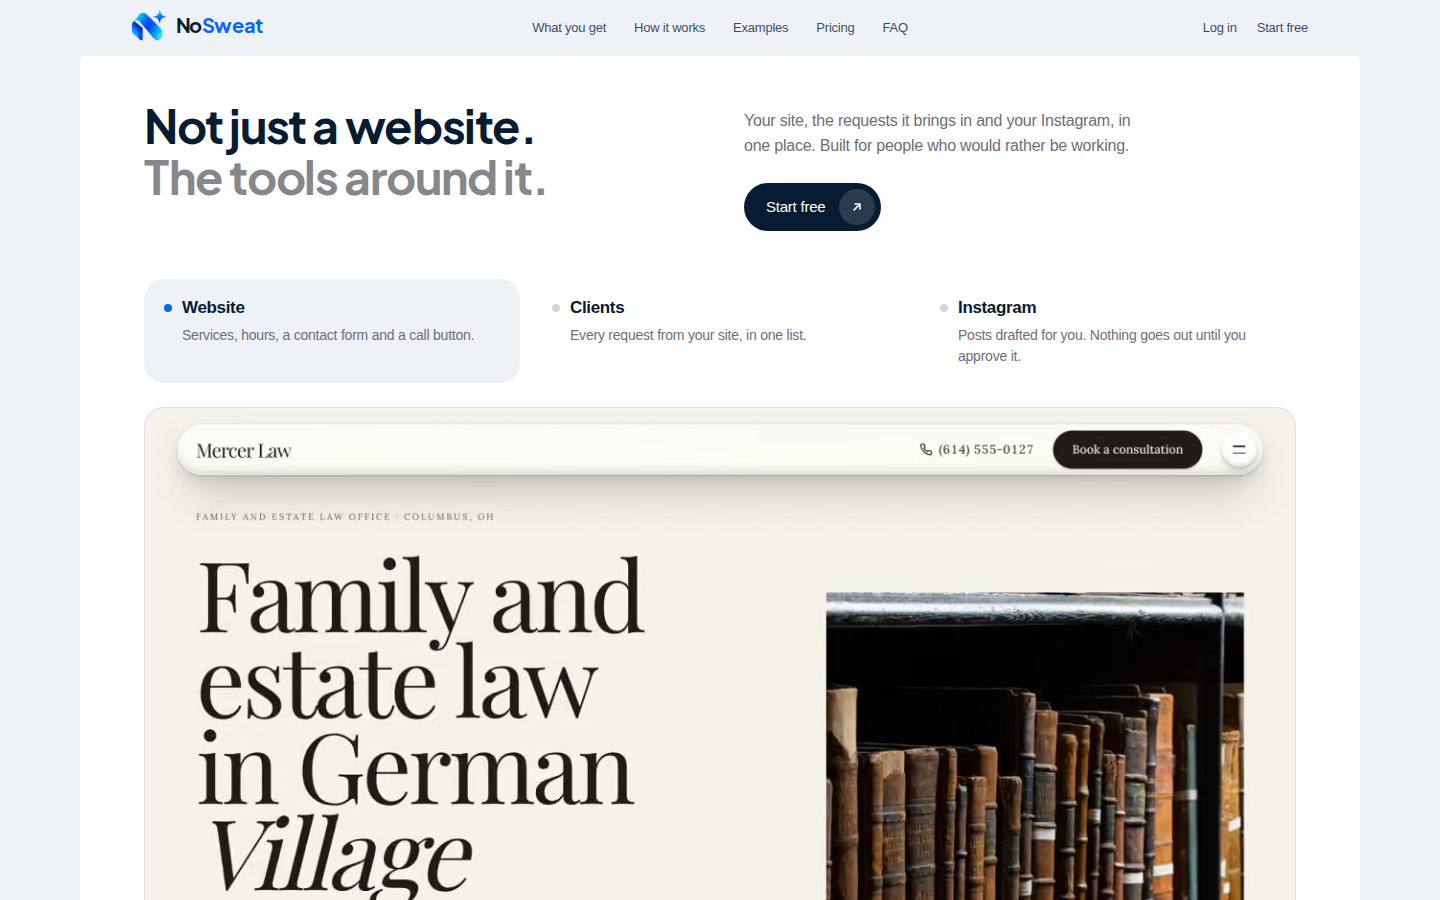 NoSweat
What you get
How it works
Examples
Pricing
FAQ
Log in
Start free
Not just a website.
The tools around it.
Your site, the requests it brings in and your Instagram, in
one place. Built for people who would rather be working.
Start free
Website
Services, hours, a contact form and a call button.
Clients
Every request from your site, in one list.
Instagram
Posts drafted for you. Nothing goes out until you
approve it.
Mercer Law
(614) 555-0127
Book a consultation
FAMILY AND ESTATE LAW OFFICE · COLUMBUS, OH
Family and
estate law
in German
Village